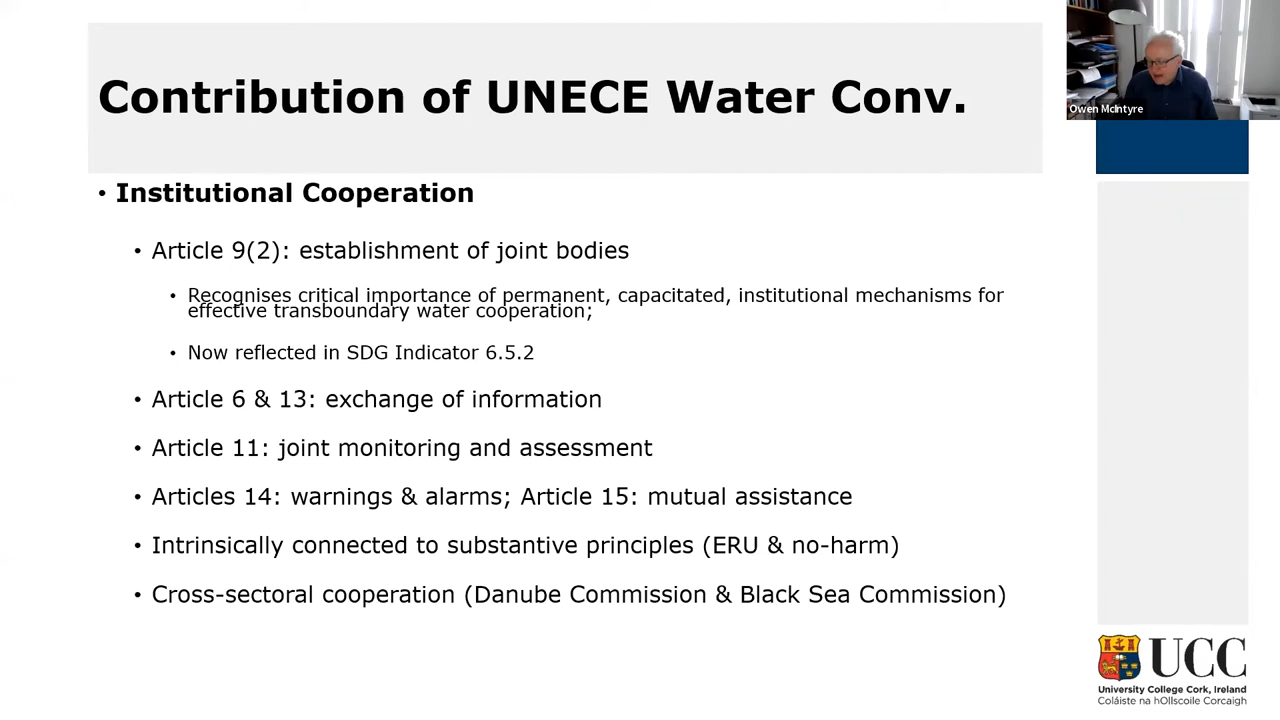 Contribution of UNECE Water Conv.
Owen McIntyre
• Institutional Cooperation
• Article 9(2): establishment of joint bodies
• Recognises critical importance of permanent, capacitated, institutional mechanisms for
effective transboundary water cooperation;
• Now reflected in SDG Indicator 6.5.2
• Article 6 & 13: exchange of information
• Article 11: joint monitoring and assessment
• Articles 14: warnings & alarms; Article 15: mutual assistance
• Intrinsically connected to substantive principles (ERU & no-harm)
• Cross-sectoral cooperation (Danube Commission & Black Sea Commission)
UCC
University College Cork, Ireland
Coláiste na hOllscoile Corcaigh